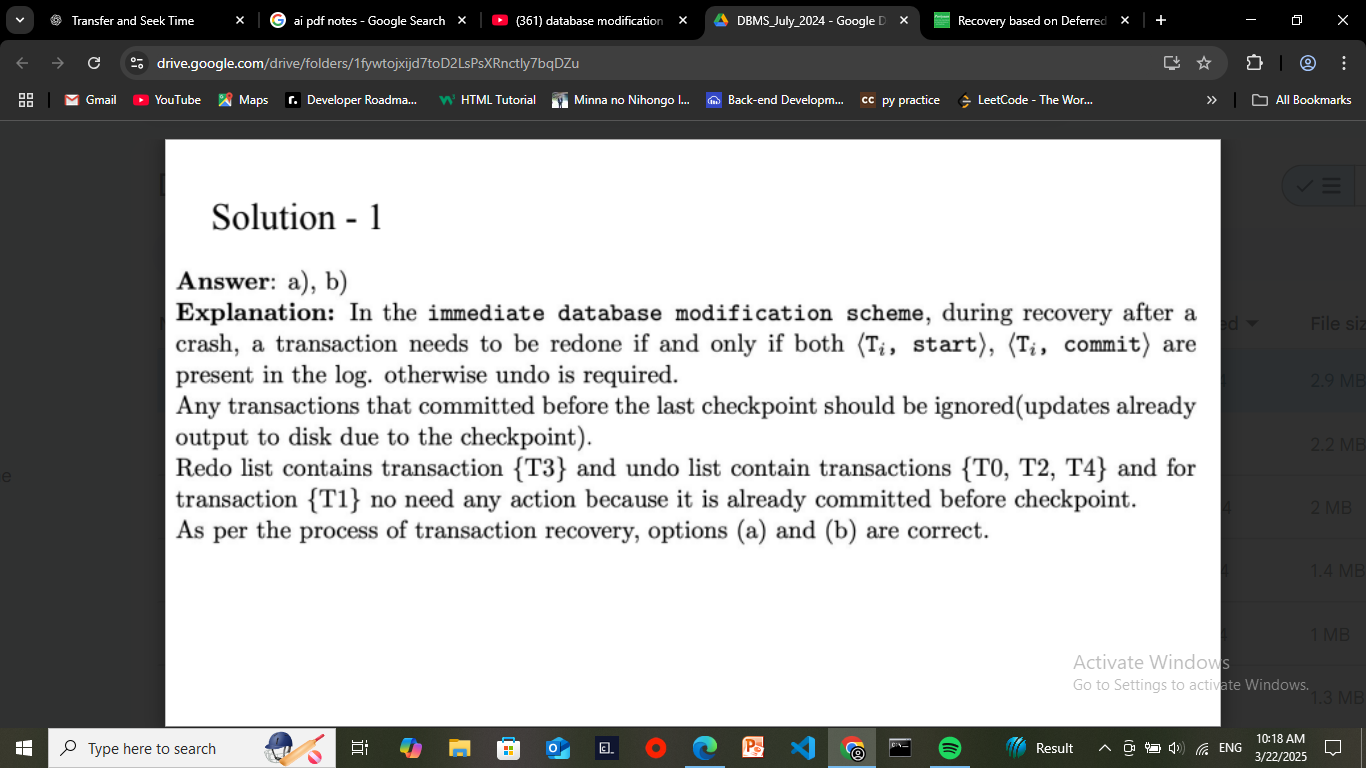 Transfer and Seek Time
ai pdf notes - Google Search
(361) database modification
DBMS_July_2024 - Google D
Recovery based on Deferred
drive.google.com/drive/folders/1fywtojxijd7toD2LsPsXRnctly7bqDZu
Gmail
YouTube
Maps
Developer Roadma...
HTML Tutorial
Minna no Nihongo I...
Back-end Developm...
CC py practice
LeetCode - The Wor...
»
All Bookmarks
Solution - 1
Answer: a), b)
Explanation: In the immediate database modification scheme, during recovery after a
crash, a transaction needs to be redone if and only if both ⟨Ti, start⟩, ⟨Ti, commit⟩ are
present in the log. otherwise undo is required.
Any transactions that committed before the last checkpoint should be ignored(updates already
output to disk due to the checkpoint).
Redo list contains transaction {T3} and undo list contain transactions {T0, T2, T4} and for
transaction {T1} no need any action because it is already committed before checkpoint.
As per the process of transaction recovery, options (a) and (b) are correct.
File siz
2.9 MB
2.2 MB
2 MB
1.4 MB
1 MB
1.3 MB
Activate Windows
Go to Settings to activate Windows.
Type here to search
Result
ENG
10:18 AM
3/22/2025